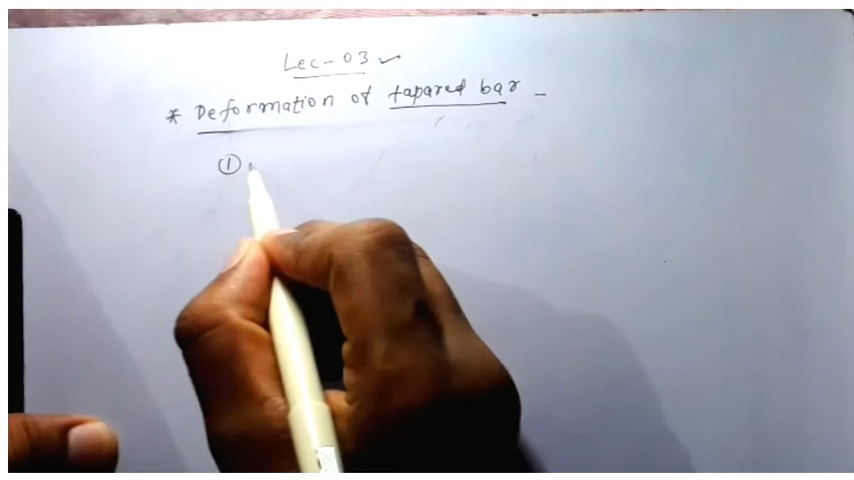 Lec-03 ✓
* Deformation of tapared bar -
①